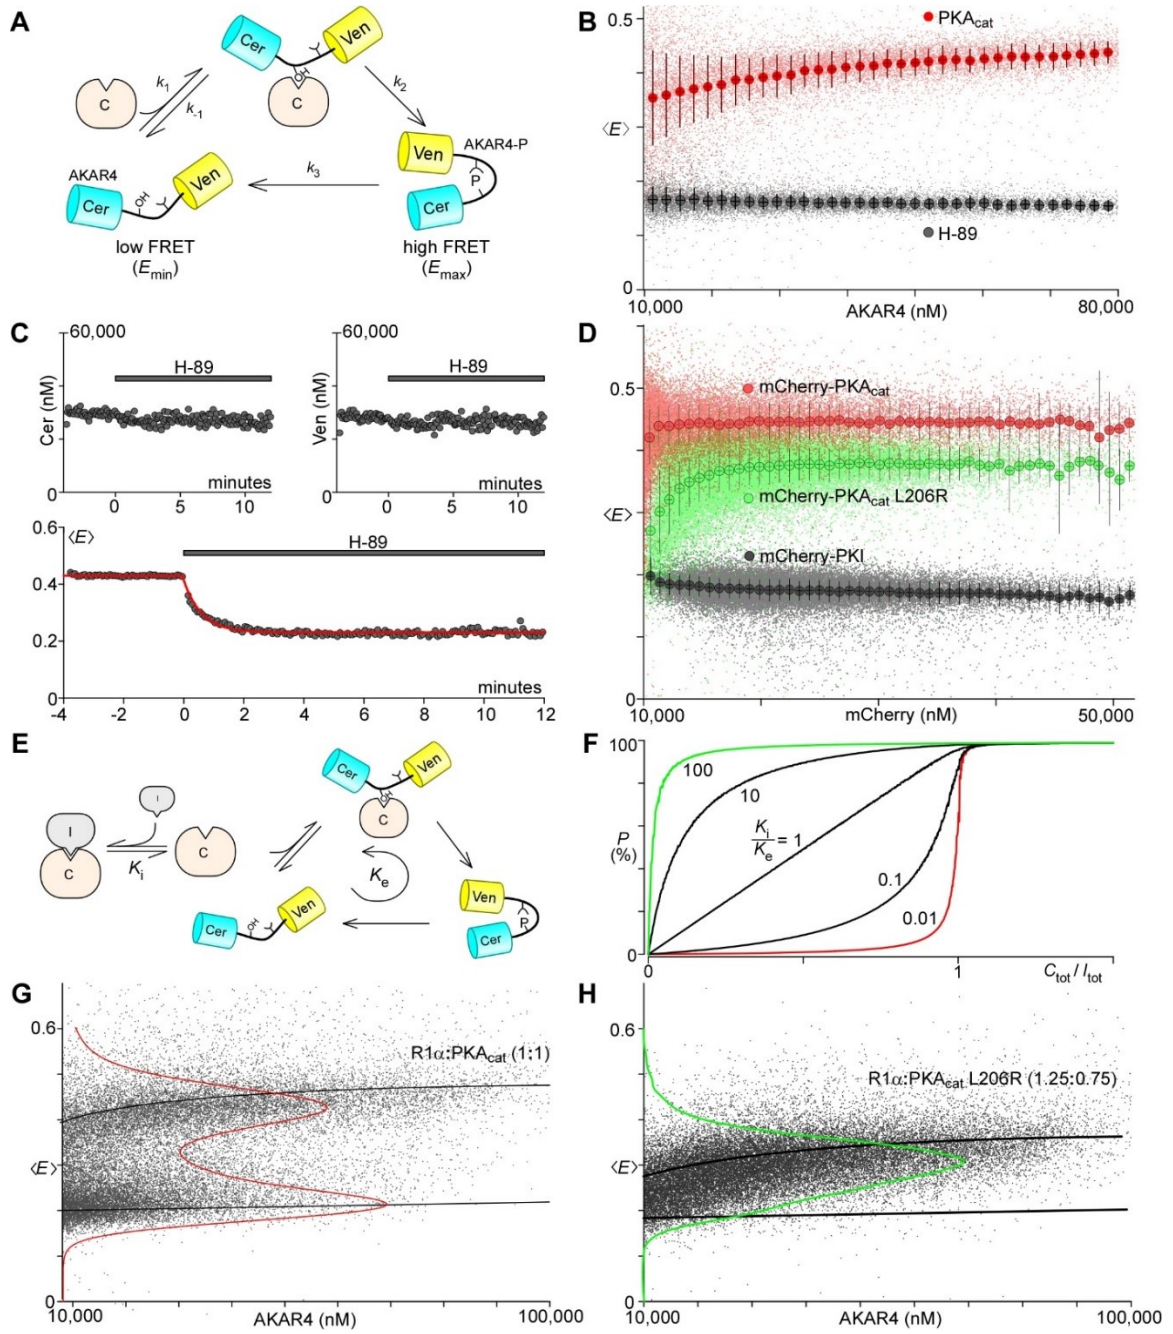 A
Cer
Ven
OH
C
k1
k-1
k2
C
AKAR4
Cer
OH
Ven
k3
Ven
AKAR4-P
P
Cer
low FRET
(Emin)
high FRET
(Emax)
B
0.5
PKAcat
⟨E⟩
H-89
0
10,000
AKAR4 (nM)
80,000
C
60,000
H-89
Cer (nM)
0
minutes
0
5
10
60,000
H-89
Ven (nM)
0
minutes
0
5
10
0.6
⟨E⟩
H-89
0.4
0.2
0
minutes
-4
-2
0
2
4
6
8
10
12
D
0.5
mCherry-PKAcat
mCherry-PKAcat L206R
⟨E⟩
mCherry-PKI
0
10,000
mCherry (nM)
50,000
E
Cer
Ven
OH
C
I
I
C
Ki
C
Ke
Cer
OH
Ven
Ven
P
Cer
F
100
100
10
P
(%)
Ki
Ke
= 1
0.1
0.01
0
0
1
Ctot / Itot
G
0.6
R1α:PKAcat (1:1)
⟨E⟩
0
10,000
AKAR4 (nM)
100,000
H
0.6
R1α:PKAcat L206R (1.25:0.75)
⟨E⟩
0
10,000
AKAR4 (nM)
100,000